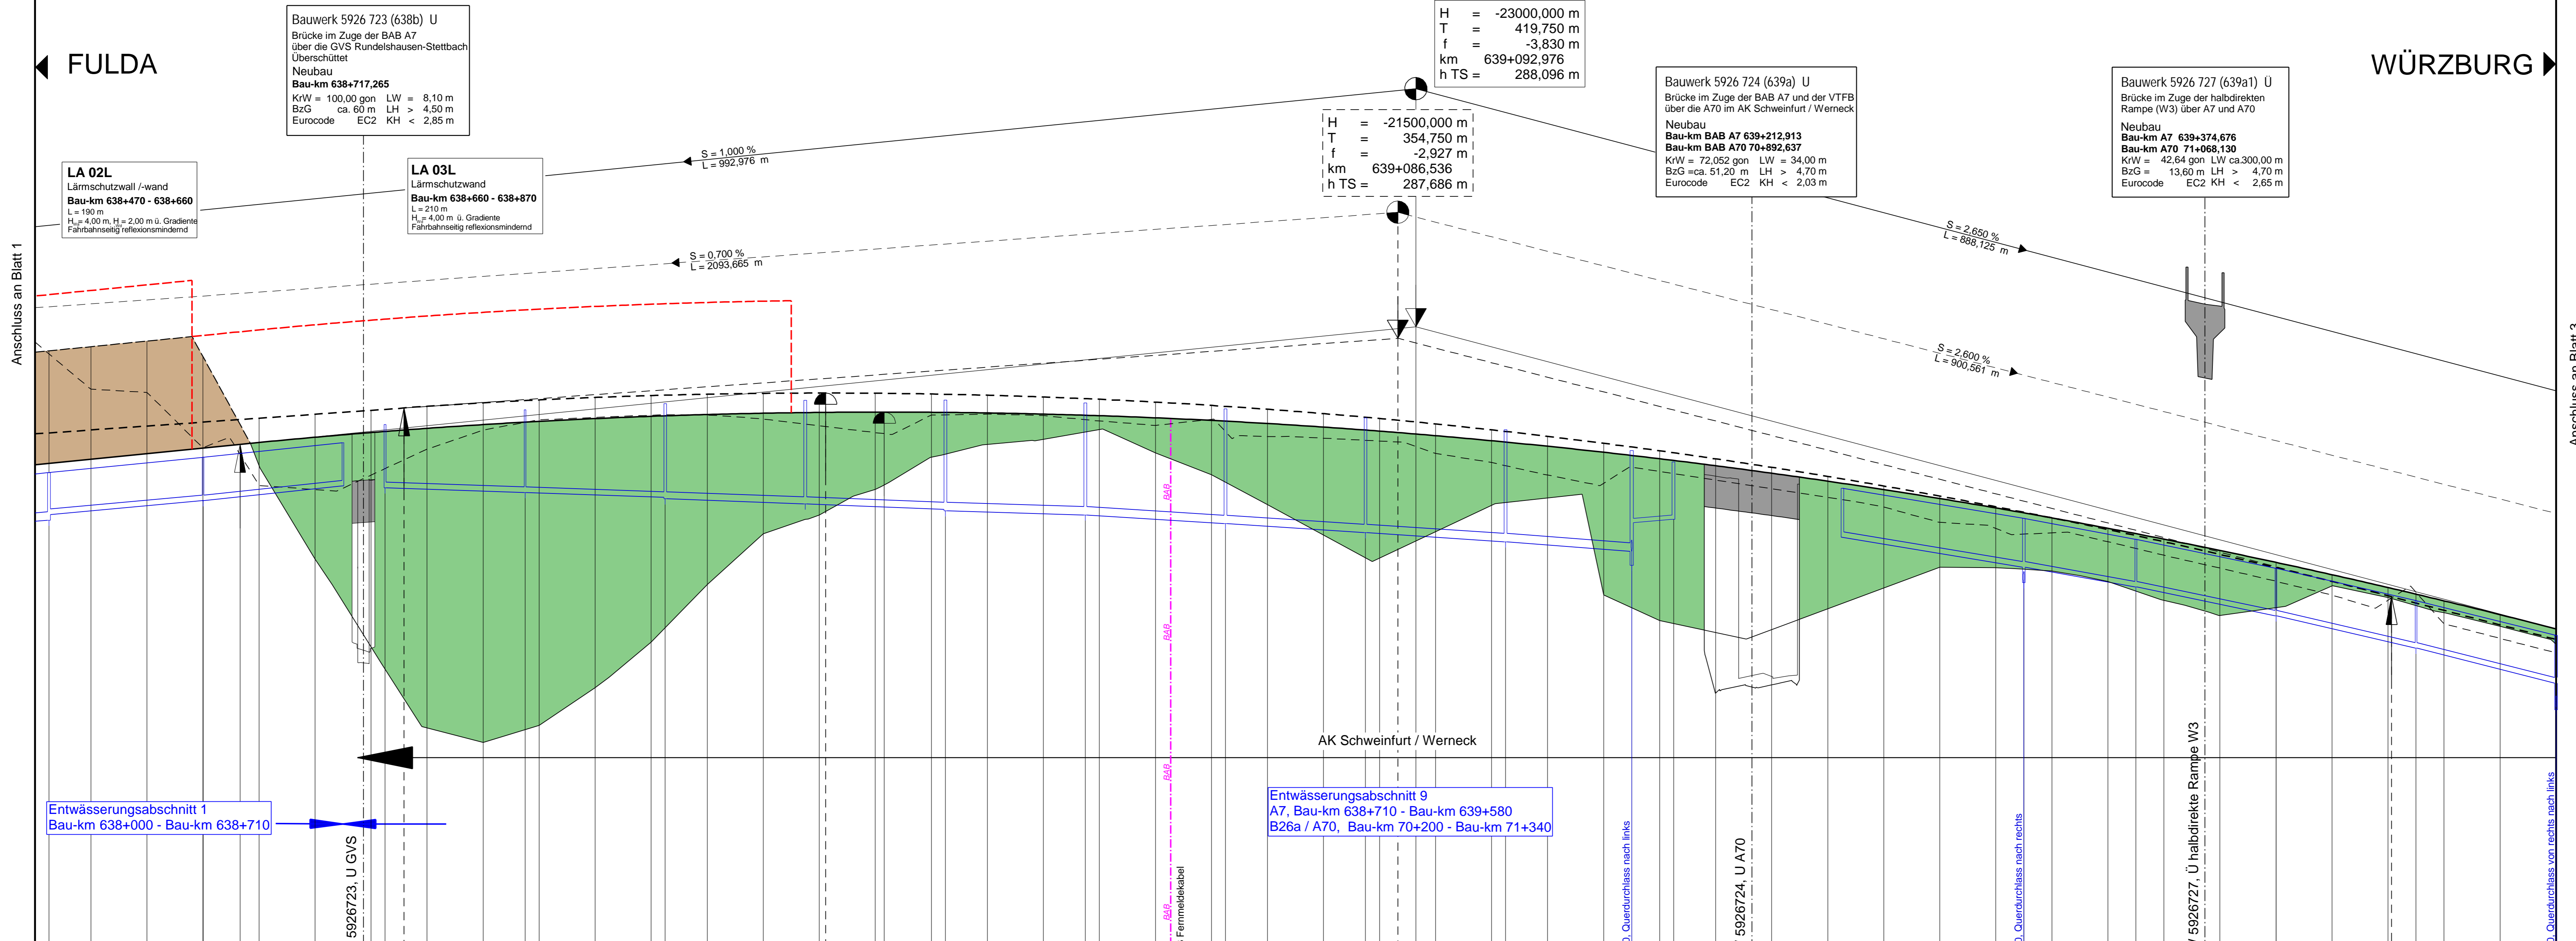 FULDA
WÜRZBURG
Anschluss an Blatt 1
Anschluss an Blatt 3
Bauwerk 5926 723 (638b) U
Brücke im Zuge der BAB A7
über die GVS Rundelshausen-Stettbach
Überschüttet
Neubau
Bau-km 638+717,265
KrW = 100,00 gon LW = 8,10 m
BzG ca. 60 m LH > 4,50 m
Eurocode EC2 KH < 2,85 m
LA 02L
Lärmschutzwall /-wand
Bau-km 638+470 - 638+660
L = 190 m
Fahrbahnseitig reflexionsmindernd
LA 03L
Lärmschutzwand
Bau-km 638+660 - 638+870
L = 210 m
= 4,00 m ü. Gradiente
Fahrbahnseitig reflexionsmindernd
S = 1,000 %
L = 992,976 m
S = 0,700 %
L = 2093,665 m
H = -23000,000 m
T = 419,750 m
f = -3,830 m
km 639+092,976
h TS = 288,096 m
H = -21500,000 m
T = 354,750 m
f = -2,927 m
km 639+086,536
h TS = 287,686 m
Bauwerk 5926 724 (639a) U
Brücke im Zuge der BAB A7 und der VTFB
über die A70 im AK Schweinfurt / Werneck
Neubau
Bau-km BAB A7 639+212,913
Bau-km BAB A70 70+892,637
KrW = 72,052 gon LW = 34,00 m
BzG =ca. 51,20 m LH > 4,70 m
Eurocode EC2 KH < 2,03 m
Bauwerk 5926 727 (639a1) Ü
Brücke im Zuge der halbdirekten
Rampe (W3) über A7 und A70
Neubau
Bau-km A7 639+374,676
Bau-km A70 71+068,130
KrW = 42,64 gon LW ca.300,00 m
BzG = 13,60 m LH > 4,70 m
Eurocode EC2 KH < 2,65 m
S = 2,650 %
L = 888,125 m
S = 2,600 %
L = 900,561 m
AK Schweinfurt / Werneck
Entwässerungsabschnitt 1
Bau-km 638+000 - Bau-km 638+710
Entwässerungsabschnitt 9
A7, Bau-km 638+710 - Bau-km 639+580
B26a / A70, Bau-km 70+200 - Bau-km 71+340
5926723, U GVS
BAB
BAB
BAB
BAB
Fernmeldekabel
Querdurchlass nach links
5926724, U A70
Querdurchlass nach rechts
5926727, Ü halbdirekte Rampe W3
Querdurchlass von rechts nach links